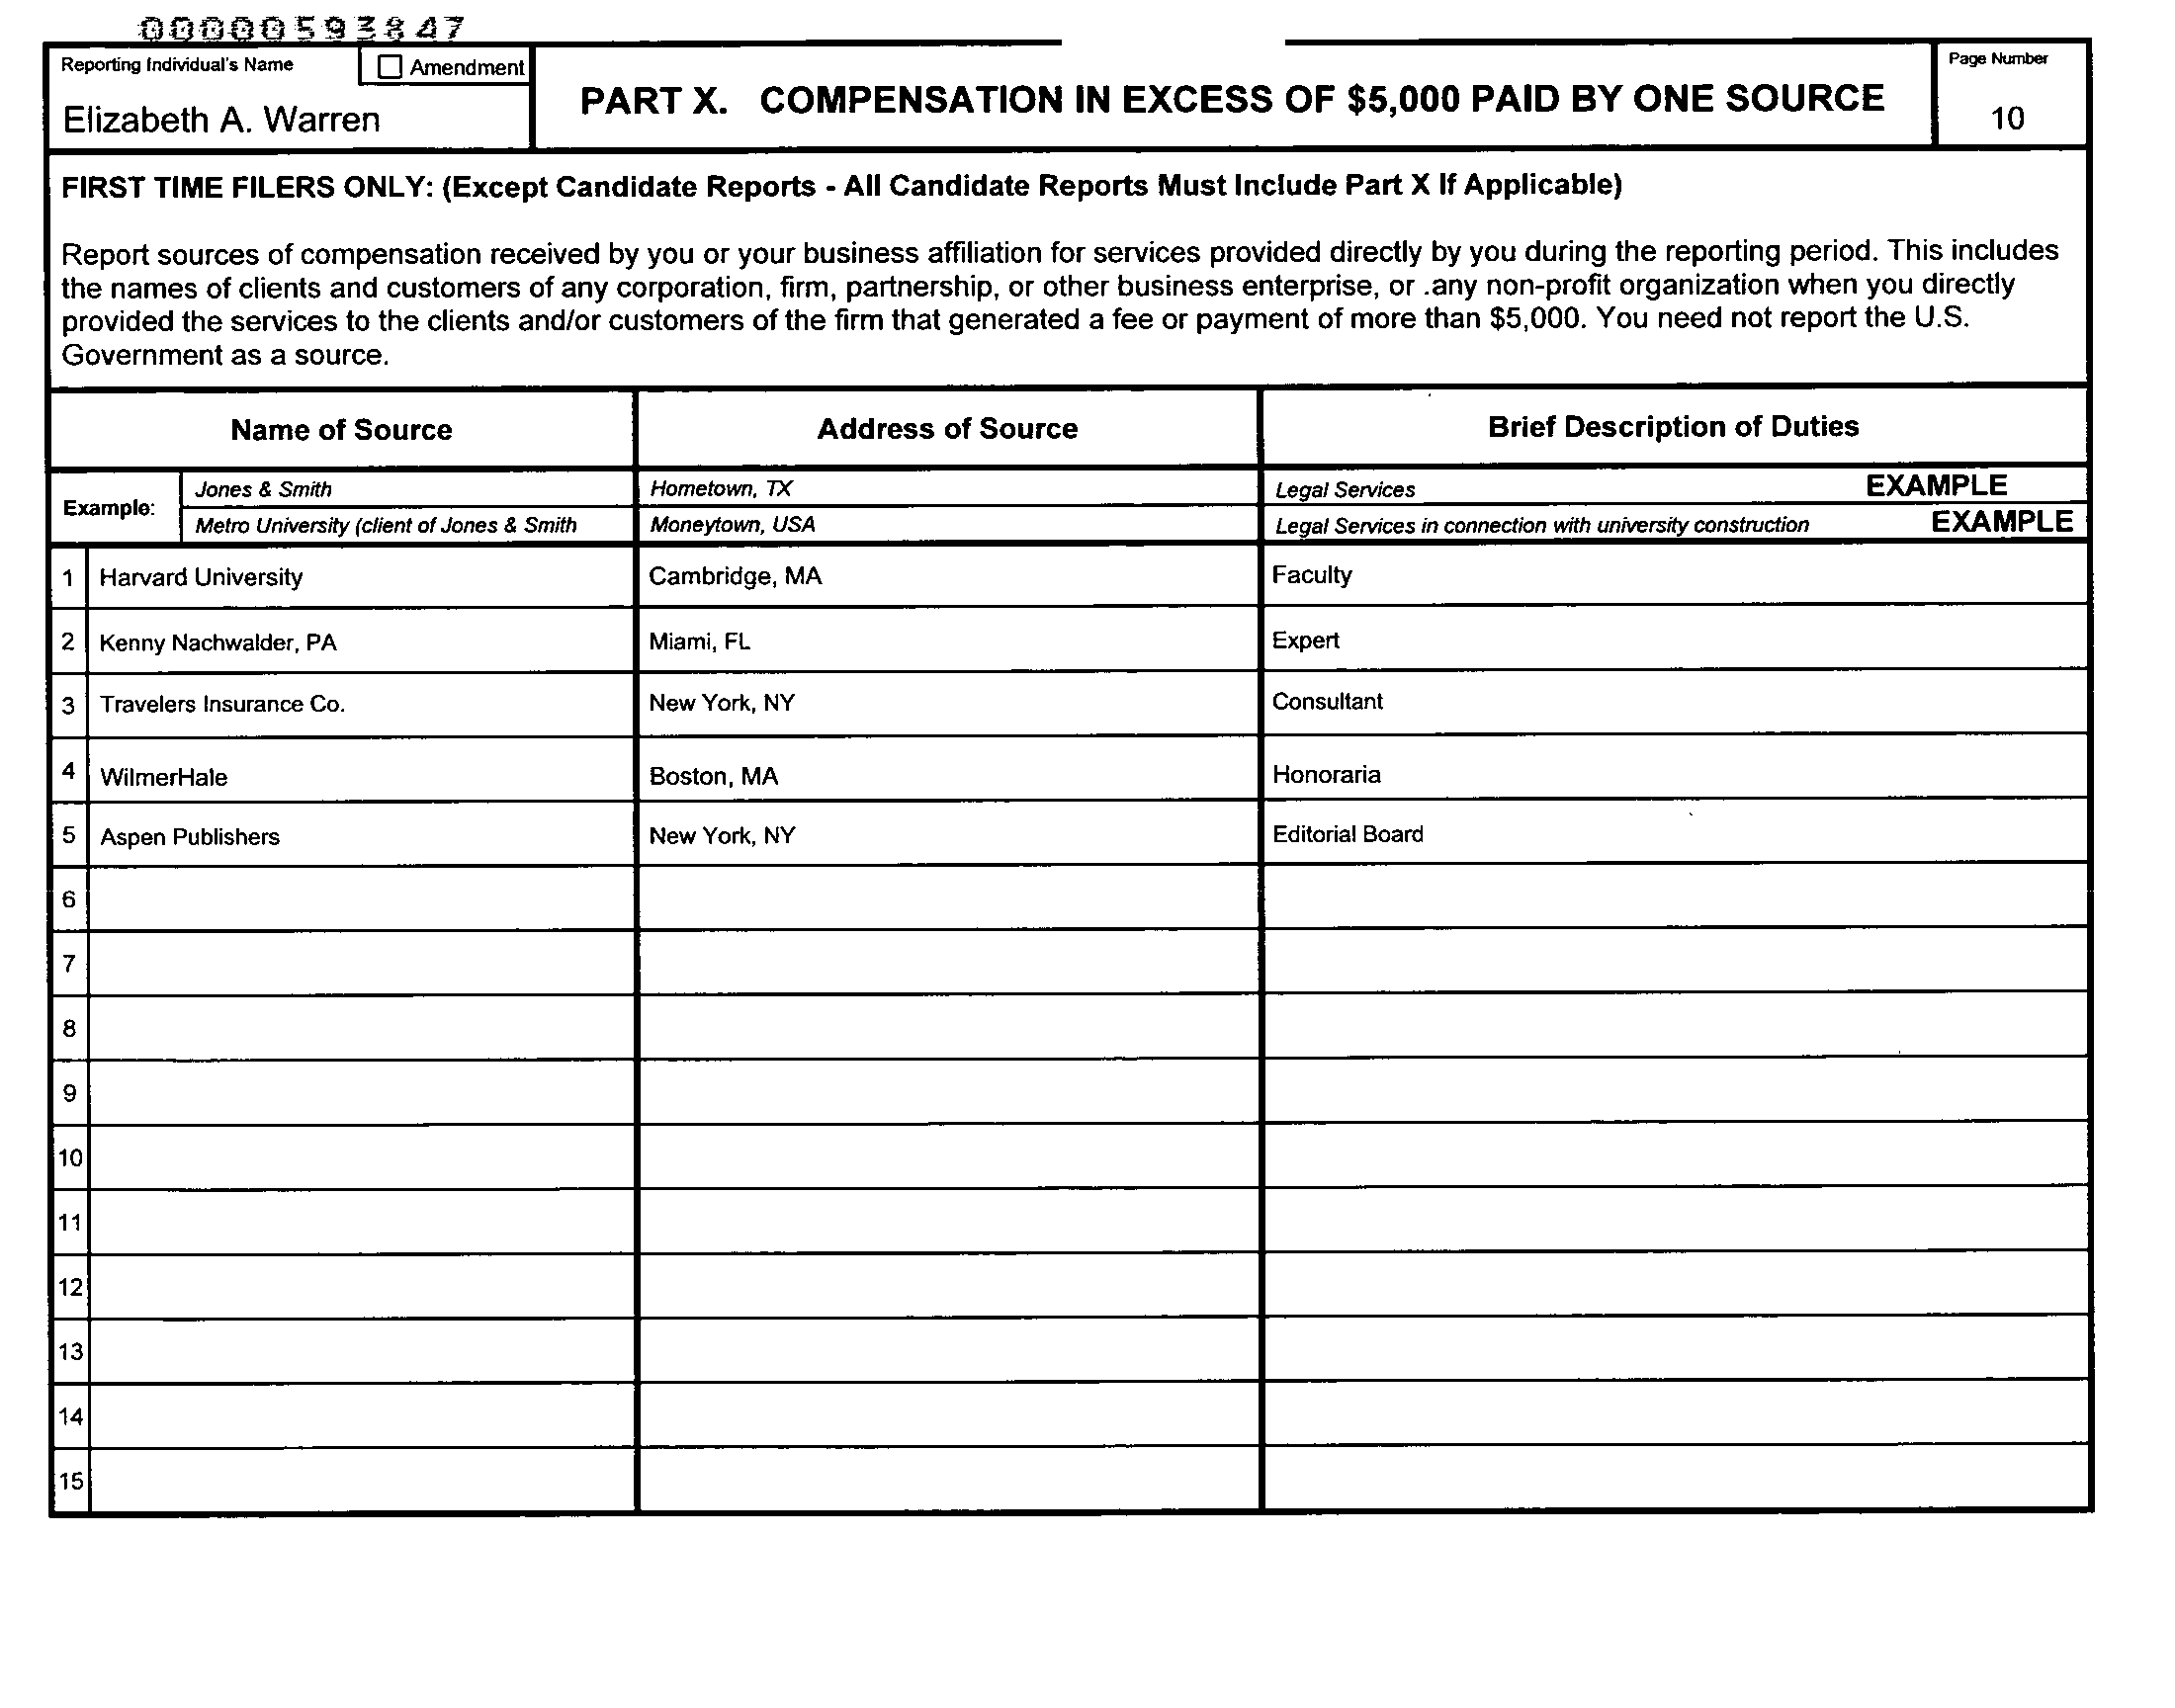 00000593847
Reporting Individual's Name
Amendment
Elizabeth A. Warren
PART X. COMPENSATION IN EXCESS OF $5,000 PAID BY ONE SOURCE
Page Number
10
FIRST TIME FILERS ONLY: (Except Candidate Reports - All Candidate Reports Must Include Part X If Applicable)
Report sources of compensation received by you or your business affiliation for services provided directly by you during the reporting period. This includes
the names of clients and customers of any corporation, firm, partnership, or other business enterprise, or .any non-profit organization when you directly
provided the services to the clients and/or customers of the firm that generated a fee or payment of more than $5,000. You need not report the U.S.
Government as a source.
Name of Source Address of Source Brief Description of Duties
Example:
Jones & Smith Hometown, TX Legal Services EXAMPLE
Metro University (client of Jones & Smith Moneytown, USA Legal Services in connection with university construction EXAMPLE
1 Harvard University Cambridge, MA Faculty
2 Kenny Nachwalder, PA Miami, FL Expert
3 Travelers Insurance Co. New York, NY Consultant
4 WilmerHale Boston, MA Honoraria
5 Aspen Publishers New York, NY Editorial Board
6
7
8
9
10
11
12
13
14
15